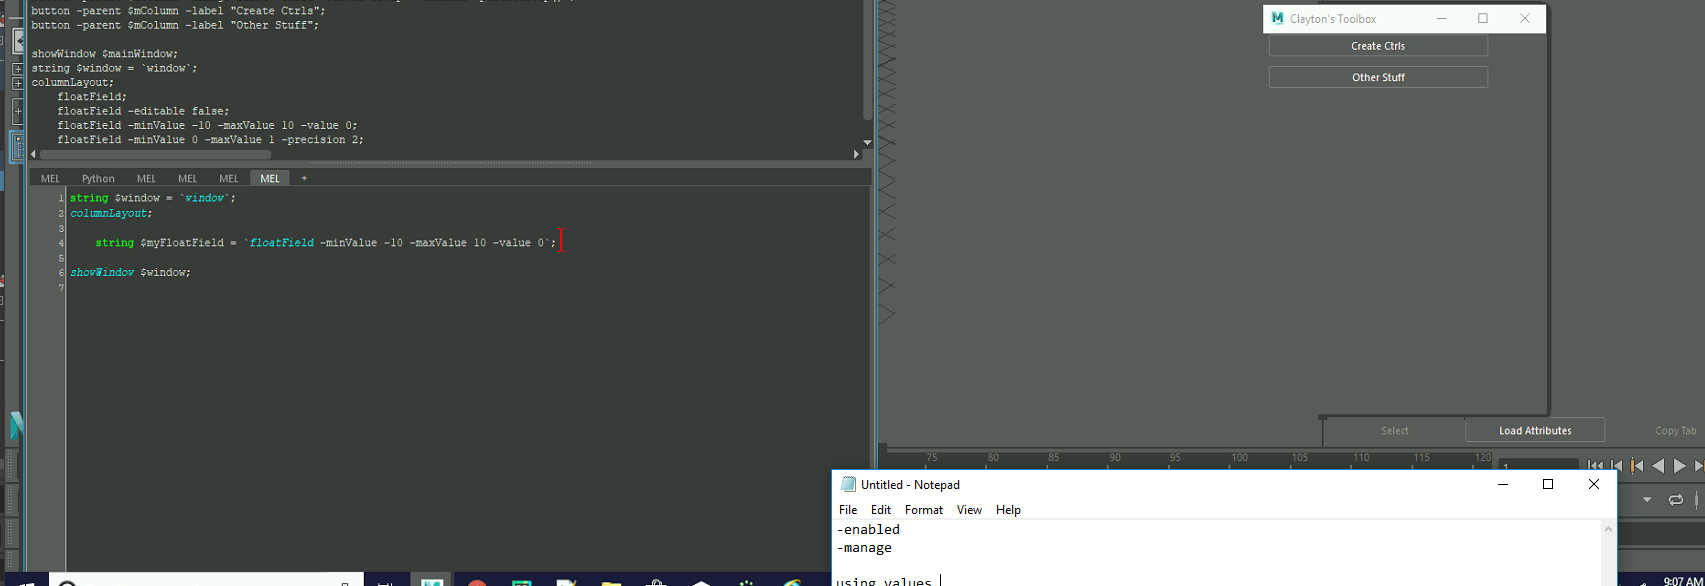 button -parent $mColumn -label "Create Ctrls";
button -parent $mColumn -label "Other Stuff";
showWindow $mainWindow;
string $window = `window`;
columnLayout;
floatField;
floatField -editable false;
floatField -minValue -10 -maxValue 10 -value 0;
floatField -minValue 0 -maxValue 1 -precision 2;
MEL Python MEL MEL MEL MEL +
1 string $window = `window`;
2 columnLayout;
3
4 string $myFloatField = `floatField -minValue -10 -maxValue 10 -value 0`;
5
6 showWindow $window;
7
Clayton's Toolbox
Create Ctrls
Other Stuff
Select Load Attributes Copy Tab
75 80 85 90 95 100 105 110 115 120
1
Untitled - Notepad
File Edit Format View Help
-enabled
-manage
using values
9:07 AM